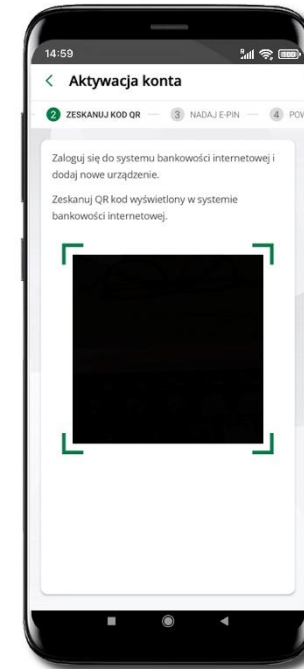 14:59
Aktywacja konta
2 ZESKANUJ KOD QR 3 NADAJ E-PIN 4 POW
Zaloguj się do systemu bankowości internetowej i
dodaj nowe urządzenie.
Zeskanuj QR kod wyświetlony w systemie
bankowości internetowej.